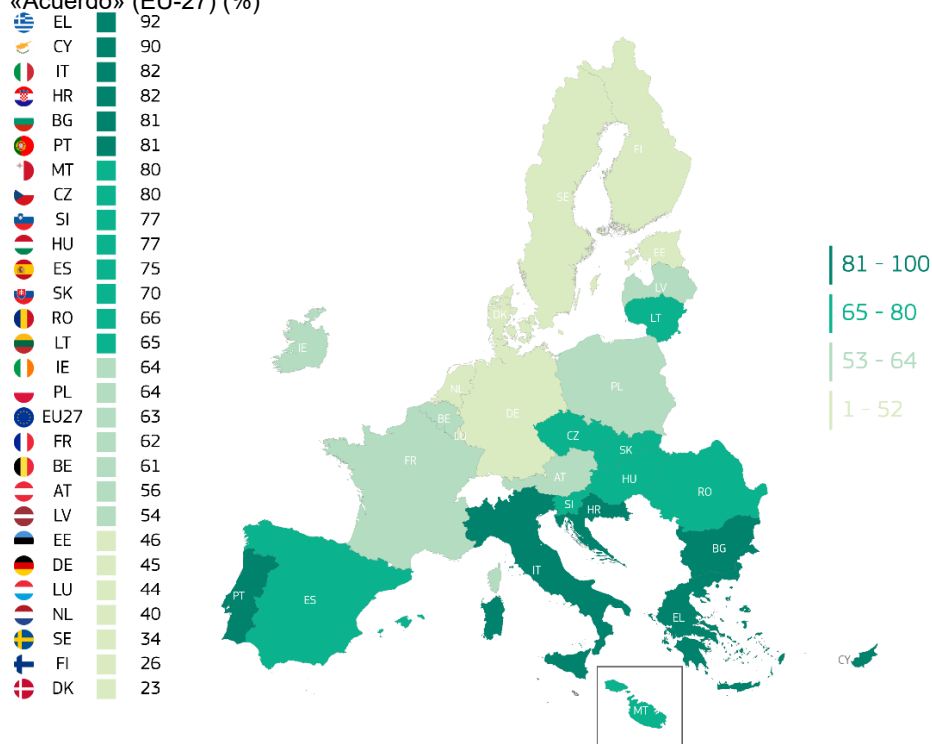 «Acuerdo» (EU-27) (%)
EL 92
CY 90
IT 82
HR 82
BG 81
PT 81
MT 80
CZ 80
SI 77
HU 77
ES 75
SK 70
RO 66
LT 65
IE 64
PL 64
EU27 63
FR 62
BE 61
AT 56
LV 54
EE 46
DE 45
LU 44
NL 40
SE 34
FI 26
DK 23
FI
SE
EE
LV
LT
DK
IE
NL
PL
BE
DE
LU
CZ
SK
FR
AT
HU
RO
SI
HR
BG
IT
PT
ES
EL
CY
MT
81 - 100
65 - 80
53 - 64
1 - 52